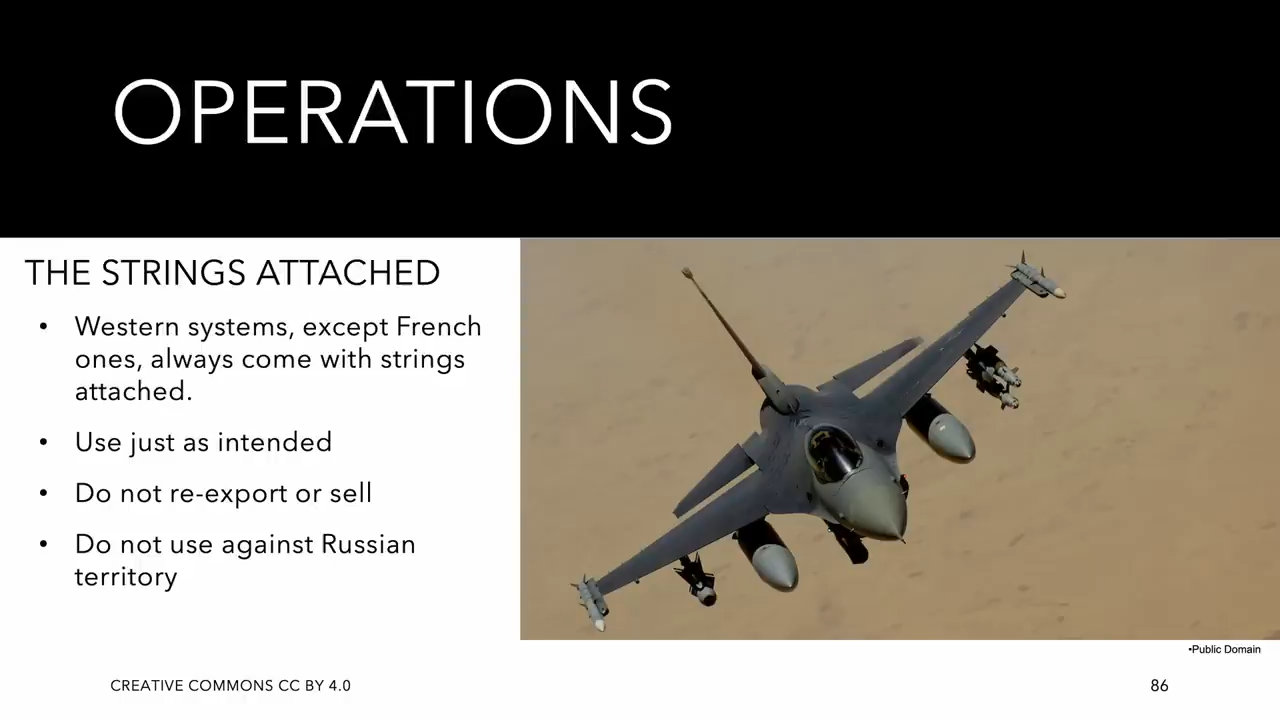 OPERATIONS
THE STRINGS ATTACHED
• Western systems, except French
ones, always come with strings
attached.
• Use just as intended
• Do not re-export or sell
• Do not use against Russian
territory
•Public Domain
CREATIVE COMMONS CC BY 4.0
86